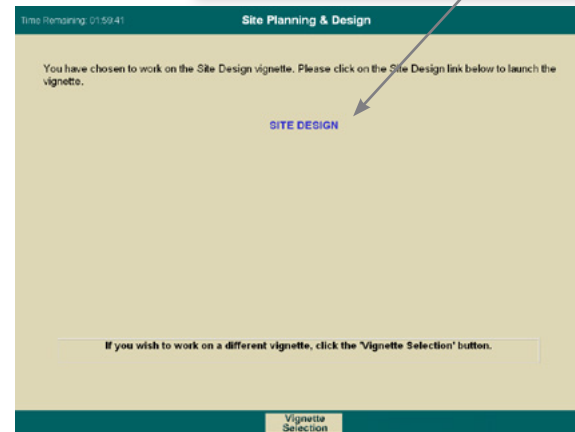 Time Remaining: 01:59:41
Site Planning & Design
You have chosen to work on the Site Design vignette. Please click on the Site Design link below to launch the
vignette.
SITE DESIGN
If you wish to work on a different vignette, click the 'Vignette Selection' button.
Vignette
Selection